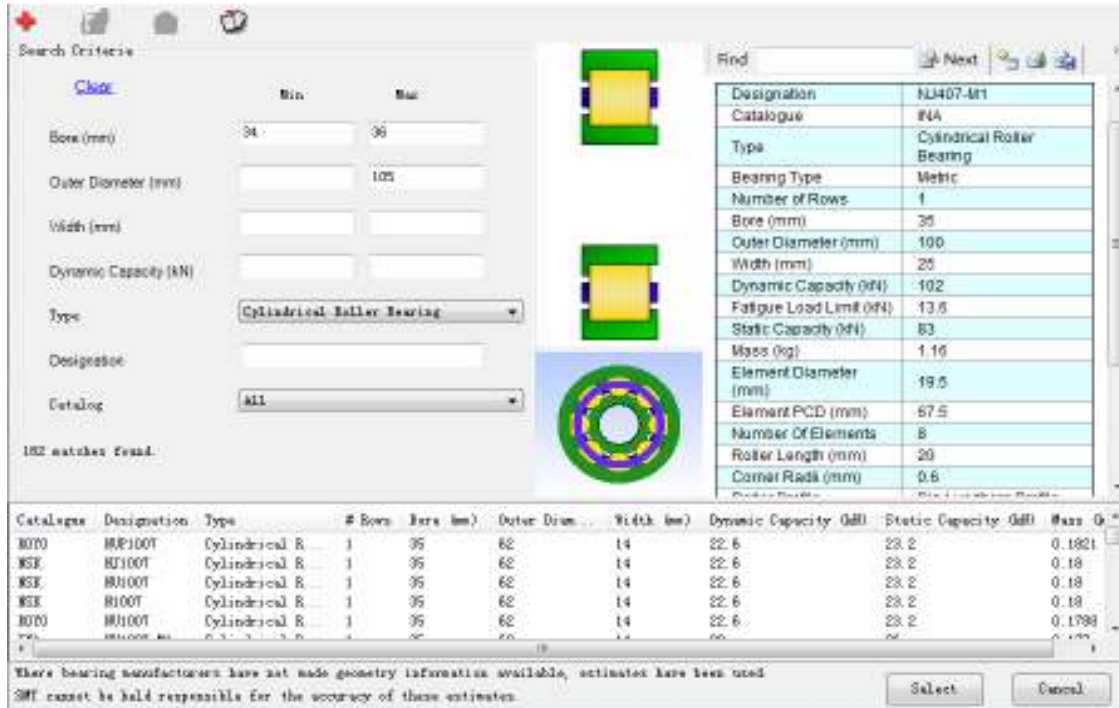 Search Criteria
Clear
Min Max
Bore (mm) 34 36
Outer Diameter (mm) 105
Width (mm)
Dynamic Capacity (kN)
Type Cylindrical Roller Bearing
Designation
Catalog All
182 matches found.
Find Next
Designation NJ407-M1
Catalogue INA
Type Cylindrical Roller
Bearing
Bearing Type Metric
Number of Rows 1
Bore (mm) 35
Outer Diameter (mm) 100
Width (mm) 25
Dynamic Capacity (kN) 102
Fatigue Load Limit (kN) 13.6
Static Capacity (kN) 83
Mass (kg) 1.16
Element Diameter
(mm) 19.5
Element PCD (mm) 67.5
Number Of Elements 8
Roller Length (mm) 20
Corner Radii (mm) 0.6
Catalogue Designation Type # Rows Bore (mm) Outer Diam... Width (mm) Dynamic Capacity (kN) Static Capacity (kN) Mass
KOYO NUP100T Cylindrical R... 1 35 62 14 22.6 23.2 0.1821
NSK Cylindrical R... 1 35 62 14 22.6 23.2 0.18
NSK Cylindrical R... 1 35 62 14 22.6 23.2 0.18
NSK Cylindrical R... 1 35 62 14 22.6 23.2 0.18
KOYO Cylindrical R... 1 35 62 14 22.6 23.2 0.1798
Where bearing manufacturers have not made geometry information available, estimates have been used
SMT cannot be held responsible for the accuracy of these estimates
Select Cancel